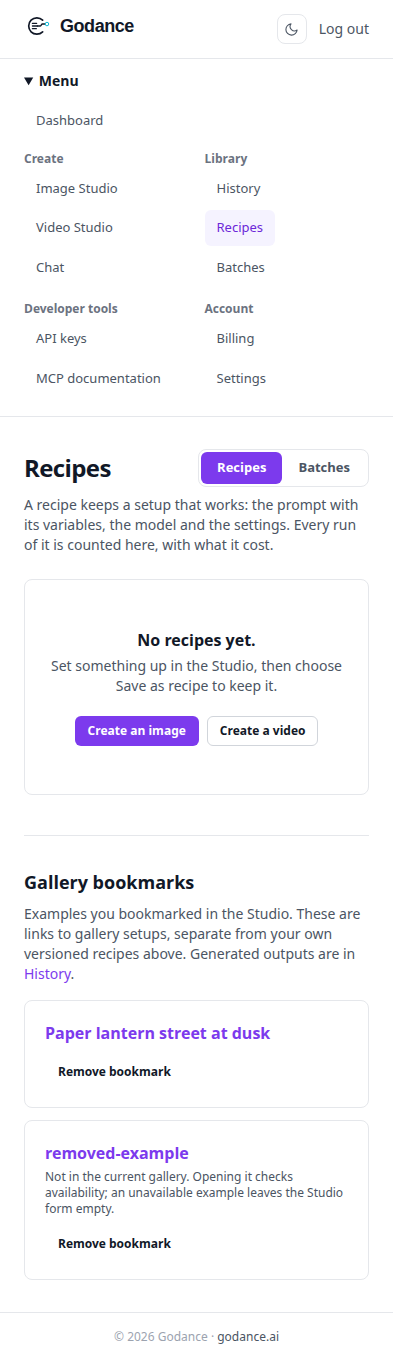 Godance
Log out
Menu
Dashboard
Create
Image Studio
Video Studio
Chat
Library
History
Recipes
Batches
Developer tools
API keys
MCP documentation
Account
Billing
Settings
Recipes
Recipes
Batches
A recipe keeps a setup that works: the prompt with
its variables, the model and the settings. Every run
of it is counted here, with what it cost.
No recipes yet.
Set something up in the Studio, then choose
Save as recipe to keep it.
Create an image
Create a video
Gallery bookmarks
Examples you bookmarked in the Studio. These are
links to gallery setups, separate from your own
versioned recipes above. Generated outputs are in
History.
Paper lantern street at dusk
Remove bookmark
removed-example
Not in the current gallery. Opening it checks
availability; an unavailable example leaves the Studio
form empty.
Remove bookmark
© 2026 Godance · godance.ai